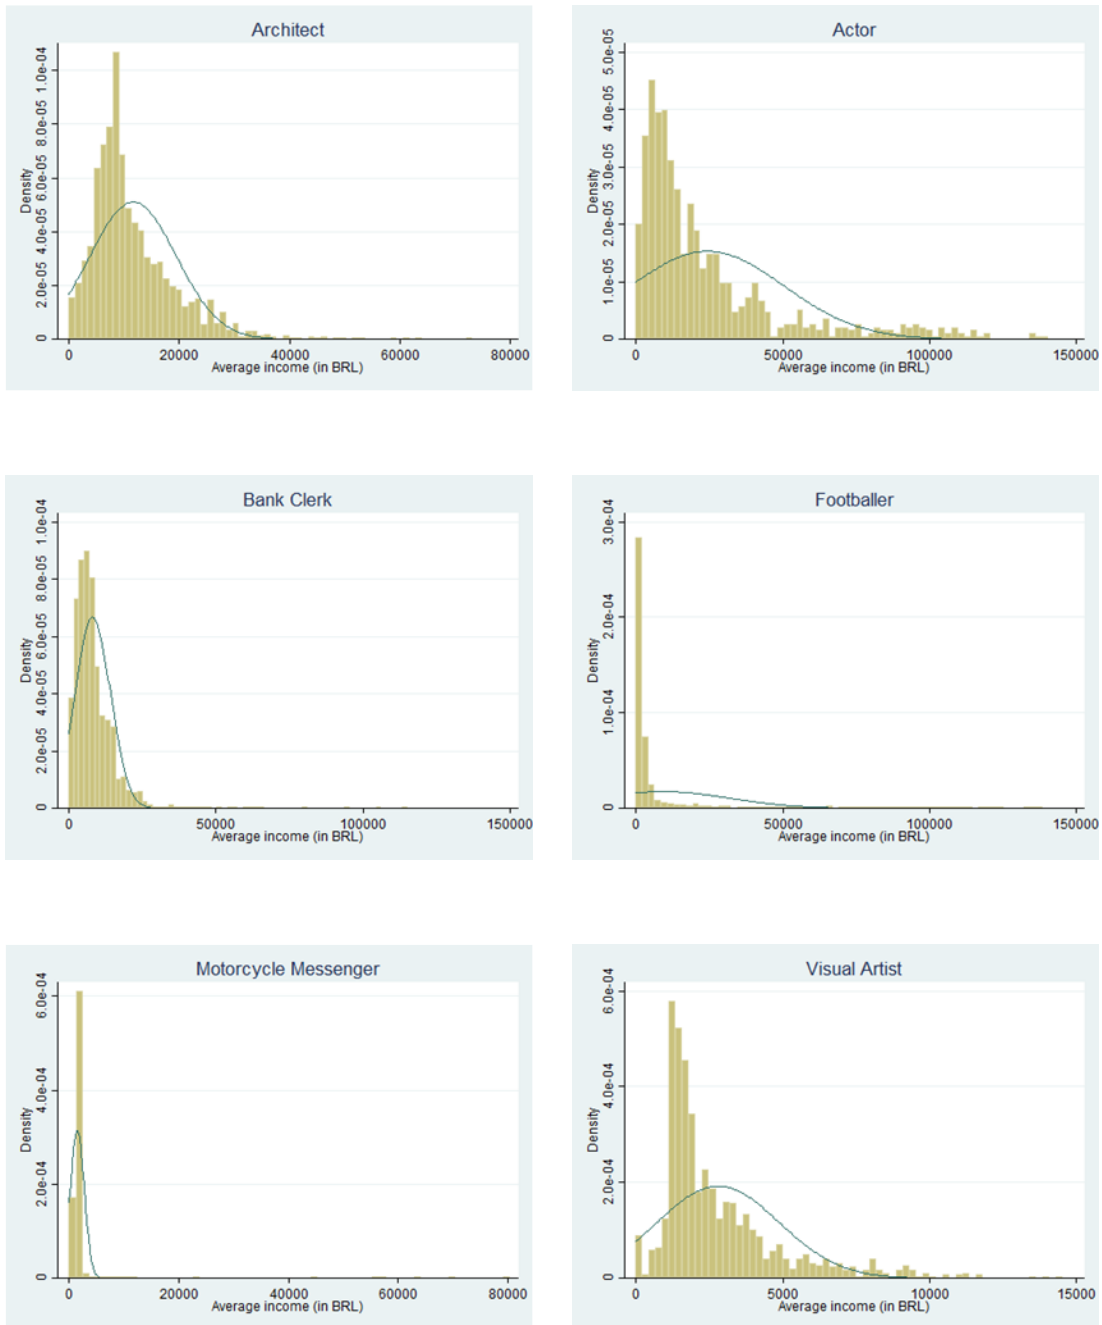 Architect
Density
0 2.0e-05 4.0e-05 6.0e-05 8.0e-05 1.0e-04
0 20000 40000 60000 80000
Average income (in BRL)
Actor
Density
0 1.0e-05 2.0e-05 3.0e-05 4.0e-05 5.0e-05
0 50000 100000 150000
Average income (in BRL)
Bank Clerk
Density
0 2.0e-05 4.0e-05 6.0e-05 8.0e-05 1.0e-04
0 50000 100000 150000
Average income (in BRL)
Footballer
Density
0 1.0e-04 2.0e-04 3.0e-04
0 50000 100000 150000
Average income (in BRL)
Motorcycle Messenger
Density
0 2.0e-04 4.0e-04 6.0e-04
0 20000 40000 60000 80000
Average income (in BRL)
Visual Artist
Density
0 2.0e-04 4.0e-04 6.0e-04
0 5000 10000 15000
Average income (in BRL)